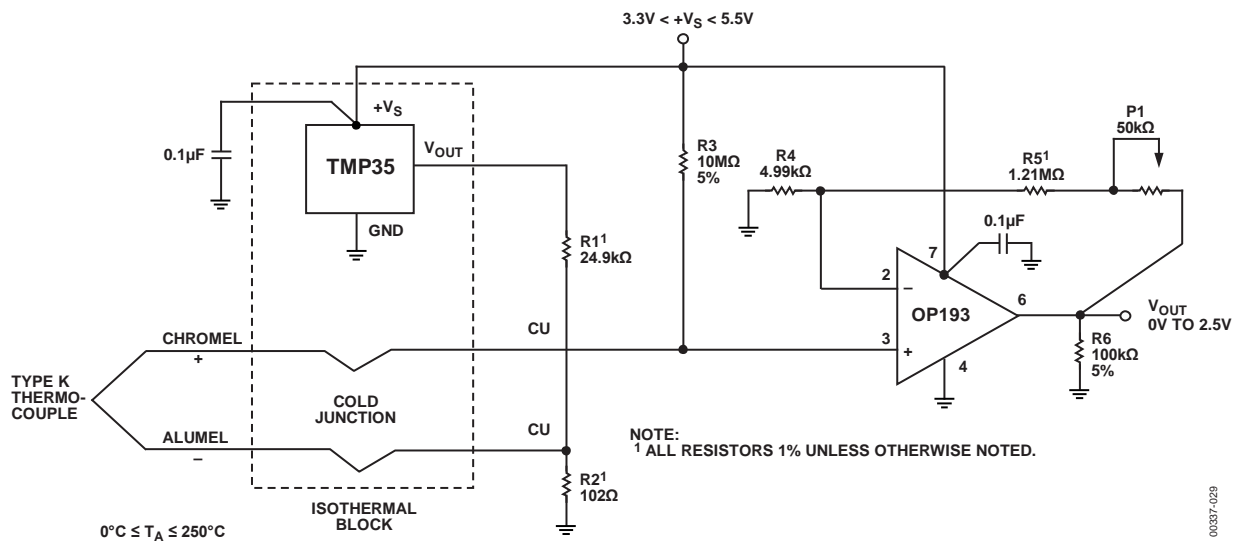 3.3V < +VS < 5.5V
+VS
0.1µF
TMP35
VOUT
GND
R1¹
24.9kΩ
R3
10MΩ
5%
R4
4.99kΩ
R5¹
1.21MΩ
P1
50kΩ
0.1µF
7
2
–
OP193
6
3
+
4
VOUT
0V TO 2.5V
R6
100kΩ
5%
CHROMEL
+
CU
TYPE K
THERMO-
COUPLE
COLD
JUNCTION
ALUMEL
–
CU
R2¹
102Ω
NOTE:
¹ ALL RESISTORS 1% UNLESS OTHERWISE NOTED.
ISOTHERMAL
BLOCK
0°C ≤ TA ≤ 250°C
00337-029